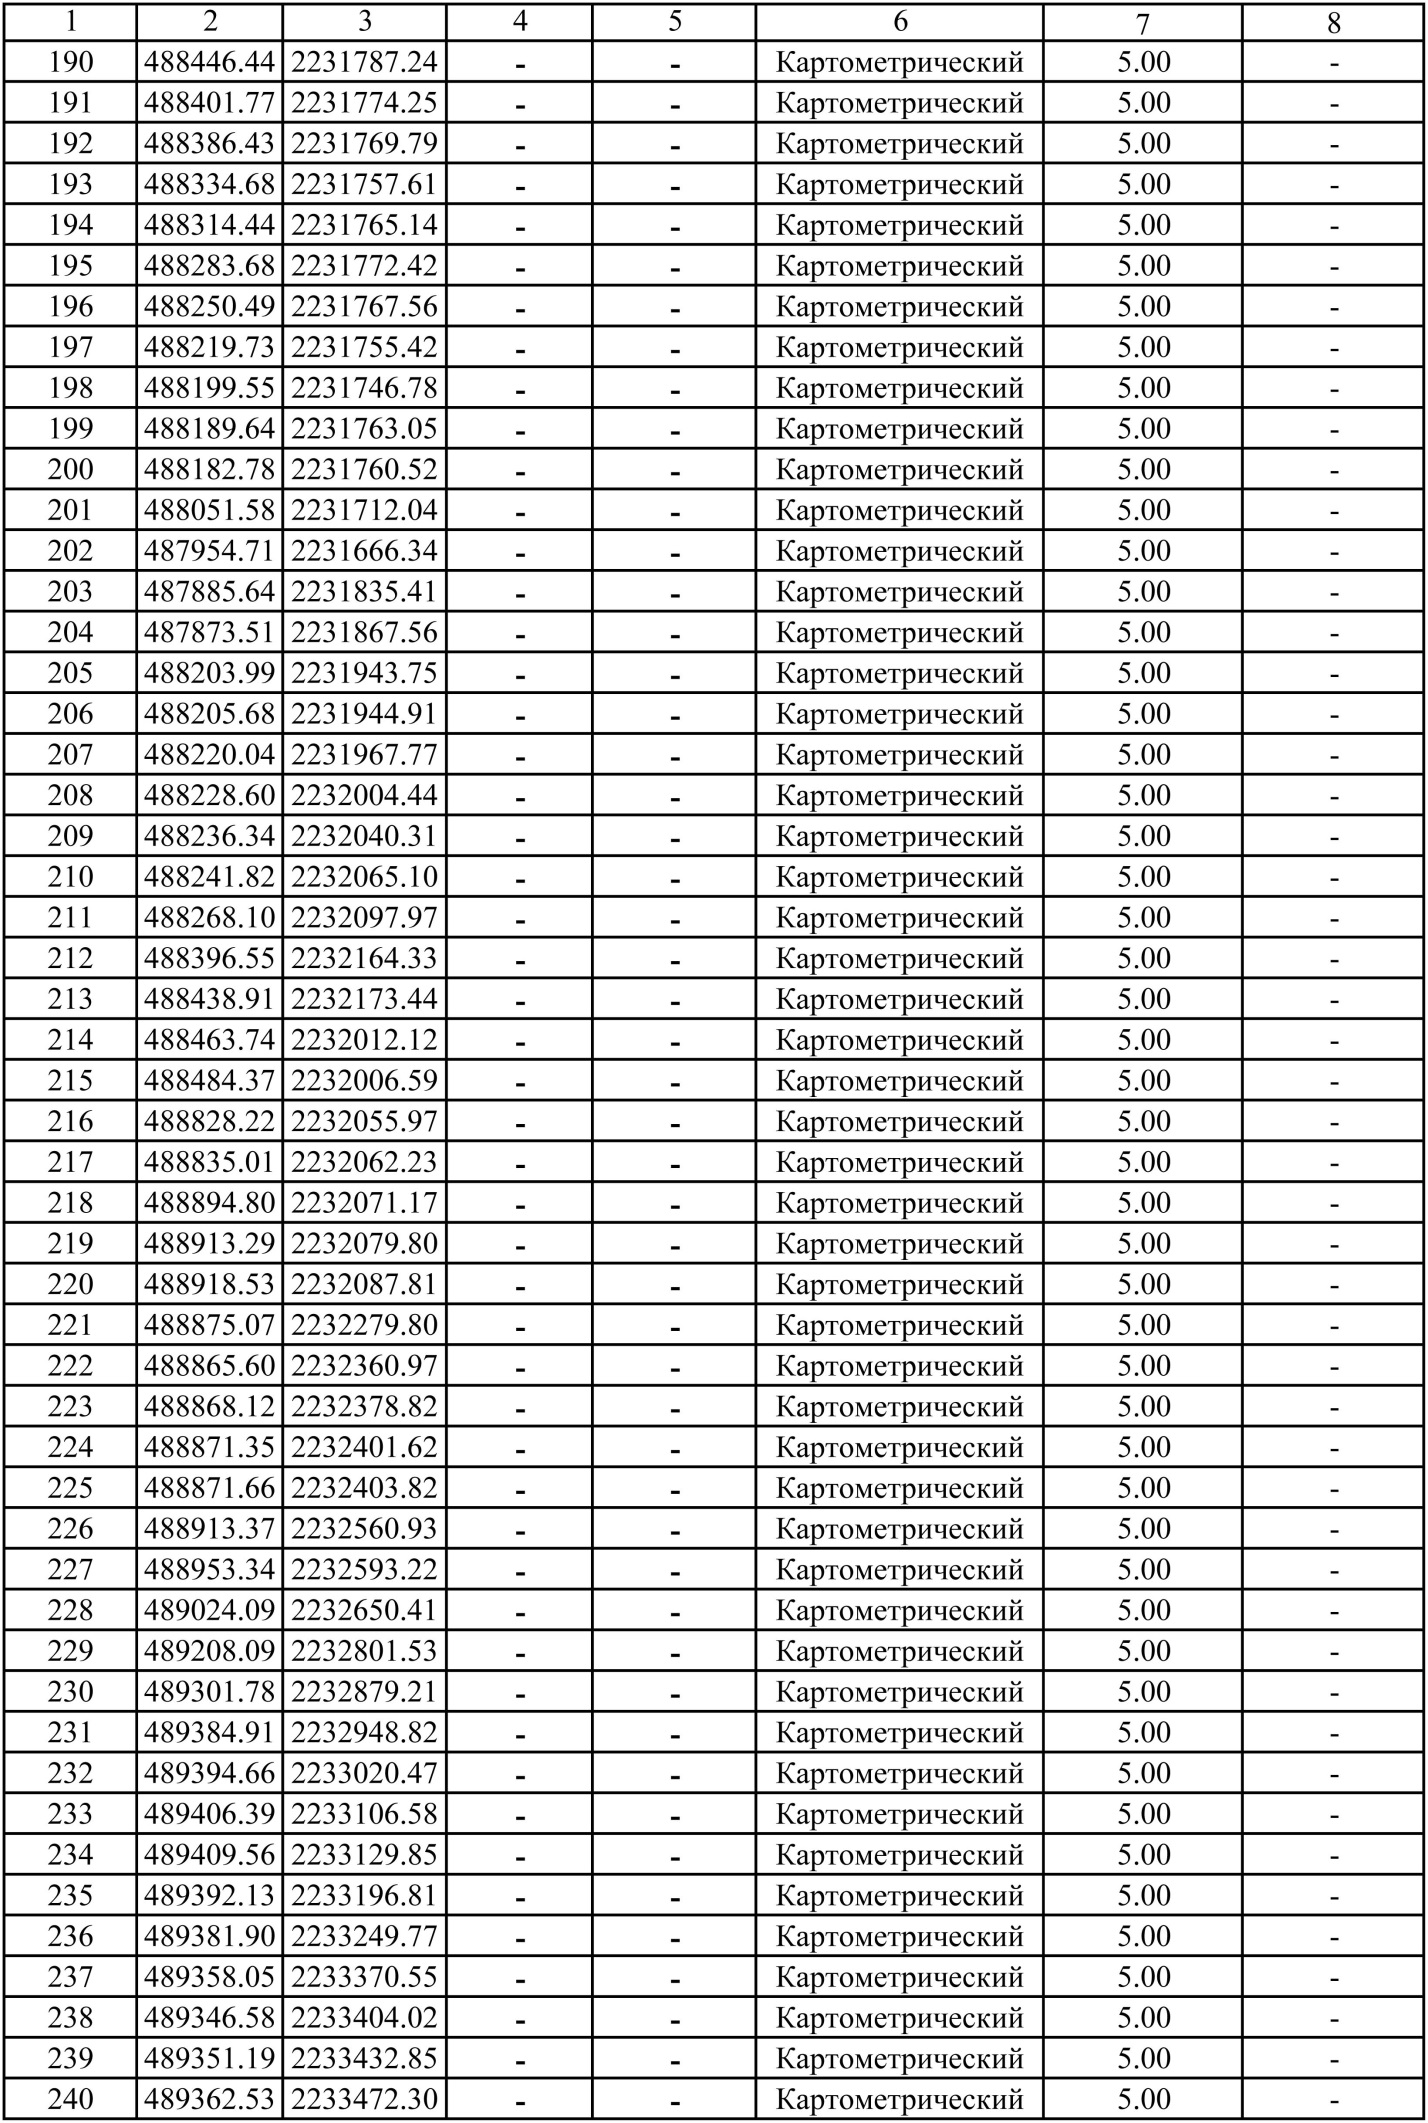 1 2 3 4 5 6 7 8
190 488446.44 2231787.24 - - Картометрический 5.00 -
191 488401.77 2231774.25 - - Картометрический 5.00 -
192 488386.43 2231769.79 - - Картометрический 5.00 -
193 488334.68 2231757.61 - - Картометрический 5.00 -
194 488314.44 2231765.14 - - Картометрический 5.00 -
195 488283.68 2231772.42 - - Картометрический 5.00 -
196 488250.49 2231767.56 - - Картометрический 5.00 -
197 488219.73 2231755.42 - - Картометрический 5.00 -
198 488199.55 2231746.78 - - Картометрический 5.00 -
199 488189.64 2231763.05 - - Картометрический 5.00 -
200 488182.78 2231760.52 - - Картометрический 5.00 -
201 488051.58 2231712.04 - - Картометрический 5.00 -
202 487954.71 2231666.34 - - Картометрический 5.00 -
203 487885.64 2231835.41 - - Картометрический 5.00 -
204 487873.51 2231867.56 - - Картометрический 5.00 -
205 488203.99 2231943.75 - - Картометрический 5.00 -
206 488205.68 2231944.91 - - Картометрический 5.00 -
207 488220.04 2231967.77 - - Картометрический 5.00 -
208 488228.60 2232004.44 - - Картометрический 5.00 -
209 488236.34 2232040.31 - - Картометрический 5.00 -
210 488241.82 2232065.10 - - Картометрический 5.00 -
211 488268.10 2232097.97 - - Картометрический 5.00 -
212 488396.55 2232164.33 - - Картометрический 5.00 -
213 488438.91 2232173.44 - - Картометрический 5.00 -
214 488463.74 2232012.12 - - Картометрический 5.00 -
215 488484.37 2232006.59 - - Картометрический 5.00 -
216 488828.22 2232055.97 - - Картометрический 5.00 -
217 488835.01 2232062.23 - - Картометрический 5.00 -
218 488894.80 2232071.17 - - Картометрический 5.00 -
219 488913.29 2232079.80 - - Картометрический 5.00 -
220 488918.53 2232087.81 - - Картометрический 5.00 -
221 488875.07 2232279.80 - - Картометрический 5.00 -
222 488865.60 2232360.97 - - Картометрический 5.00 -
223 488868.12 2232378.82 - - Картометрический 5.00 -
224 488871.35 2232401.62 - - Картометрический 5.00 -
225 488871.66 2232403.82 - - Картометрический 5.00 -
226 488913.37 2232560.93 - - Картометрический 5.00 -
227 488953.34 2232593.22 - - Картометрический 5.00 -
228 489024.09 2232650.41 - - Картометрический 5.00 -
229 489208.09 2232801.53 - - Картометрический 5.00 -
230 489301.78 2232879.21 - - Картометрический 5.00 -
231 489384.91 2232948.82 - - Картометрический 5.00 -
232 489394.66 2233020.47 - - Картометрический 5.00 -
233 489406.39 2233106.58 - - Картометрический 5.00 -
234 489409.56 2233129.85 - - Картометрический 5.00 -
235 489392.13 2233196.81 - - Картометрический 5.00 -
236 489381.90 2233249.77 - - Картометрический 5.00 -
237 489358.05 2233370.55 - - Картометрический 5.00 -
238 489346.58 2233404.02 - - Картометрический 5.00 -
239 489351.19 2233432.85 - - Картометрический 5.00 -
240 489362.53 2233472.30 - - Картометрический 5.00 -